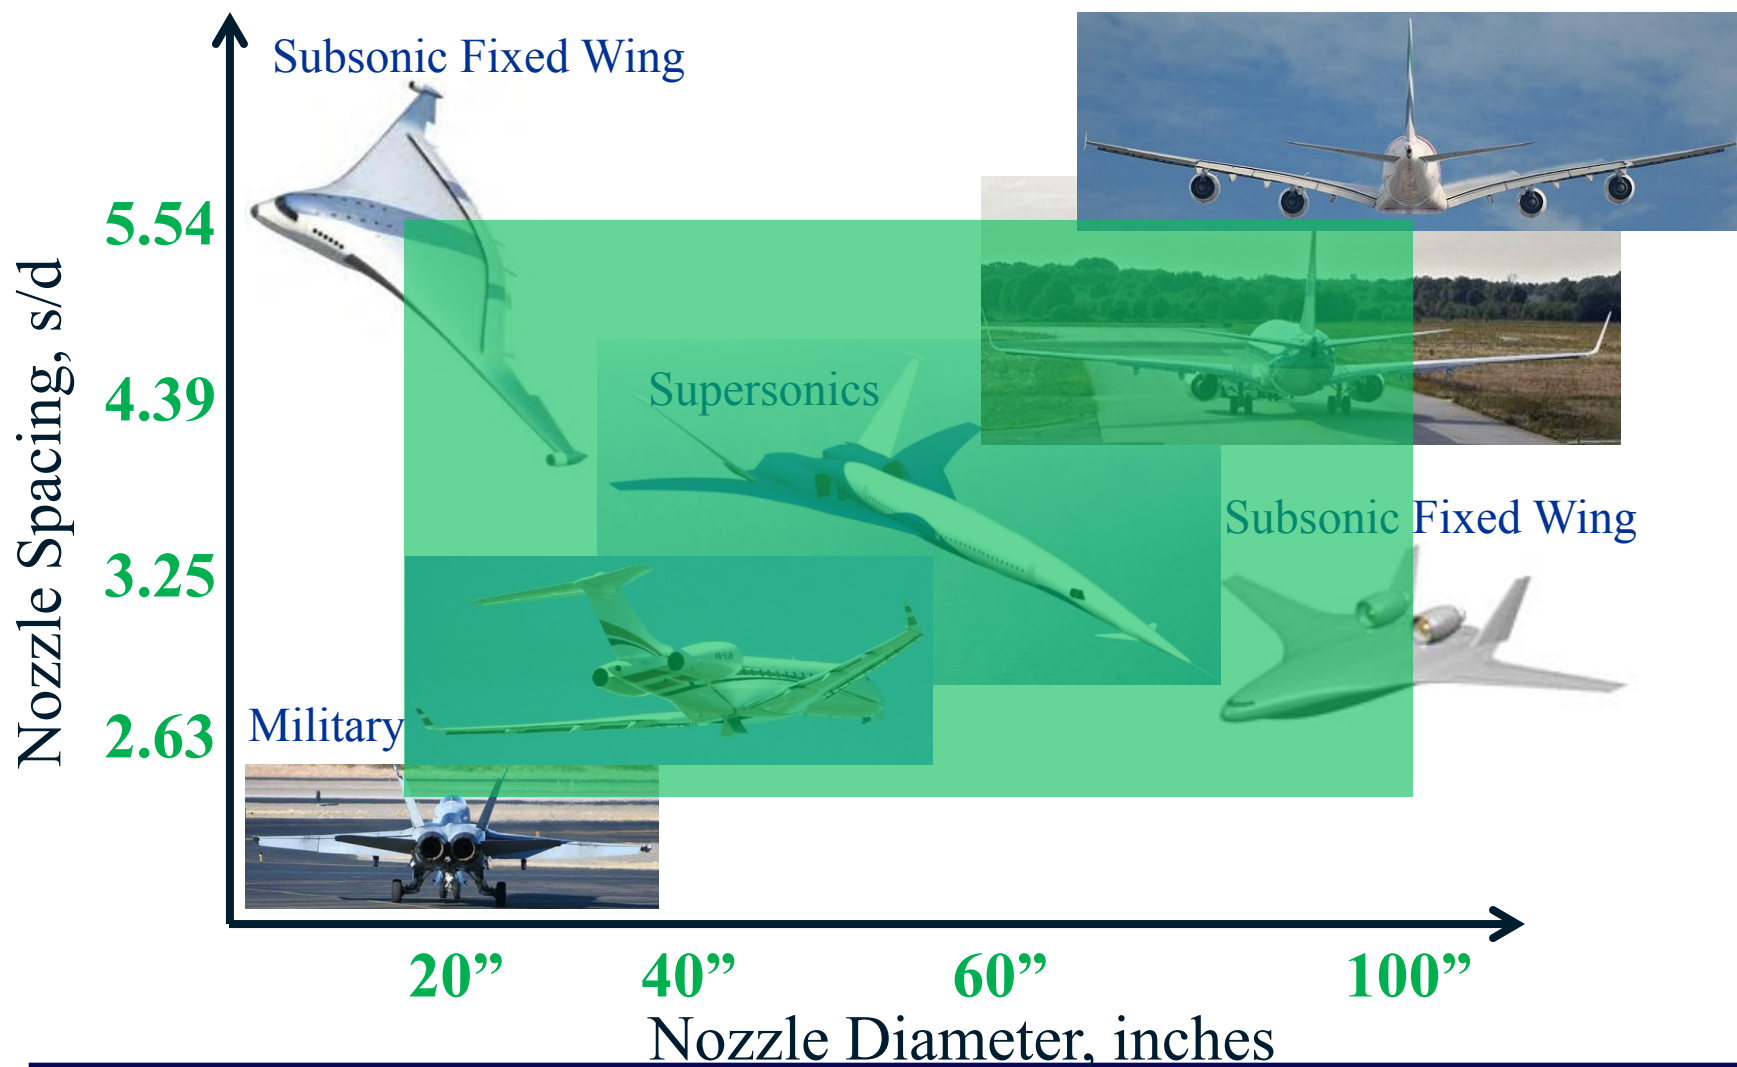 Subsonic Fixed Wing
5.54
Nozzle Spacing, s/d
4.39
Supersonics
Subsonic Fixed Wing
3.25
Military
2.63
20”
40”
60”
100”
Nozzle Diameter, inches